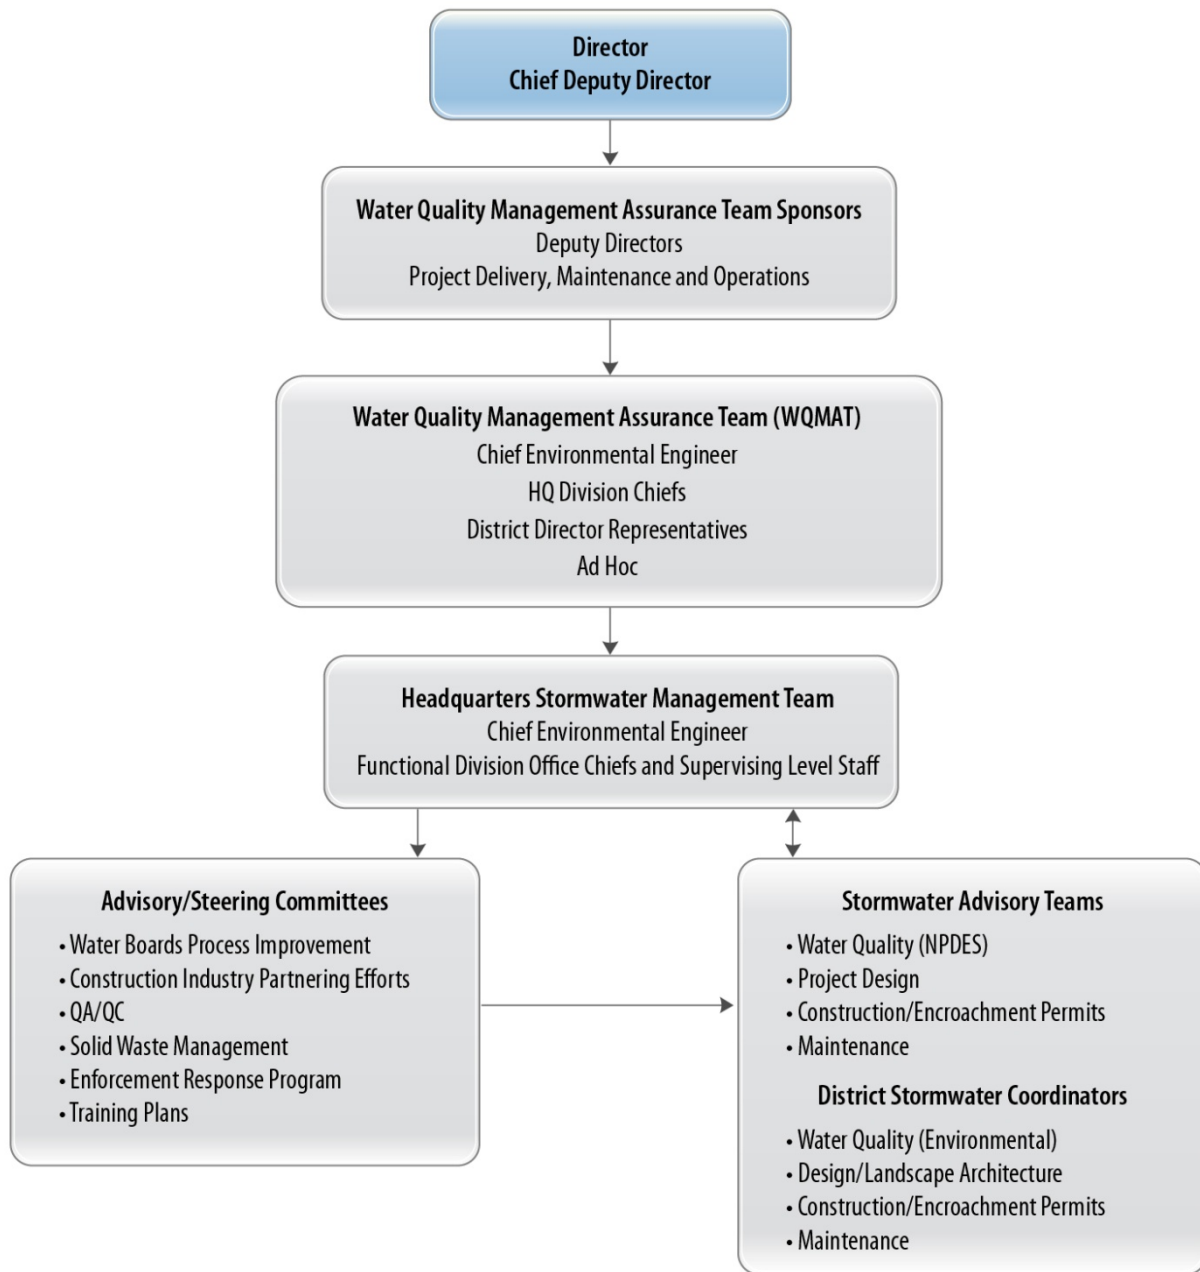 Director
Chief Deputy Director
Water Quality Management Assurance Team Sponsors
Deputy Directors
Project Delivery, Maintenance and Operations
Water Quality Management Assurance Team (WQMAT)
Chief Environmental Engineer
HQ Division Chiefs
District Director Representatives
Ad Hoc
Headquarters Stormwater Management Team
Chief Environmental Engineer
Functional Division Office Chiefs and Supervising Level Staff
Advisory/Steering Committees
• Water Boards Process Improvement
• Construction Industry Partnering Efforts
• QA/QC
• Solid Waste Management
• Enforcement Response Program
• Training Plans
Stormwater Advisory Teams
• Water Quality (NPDES)
• Project Design
• Construction/Encroachment Permits
• Maintenance
District Stormwater Coordinators
• Water Quality (Environmental)
• Design/Landscape Architecture
• Construction/Encroachment Permits
• Maintenance